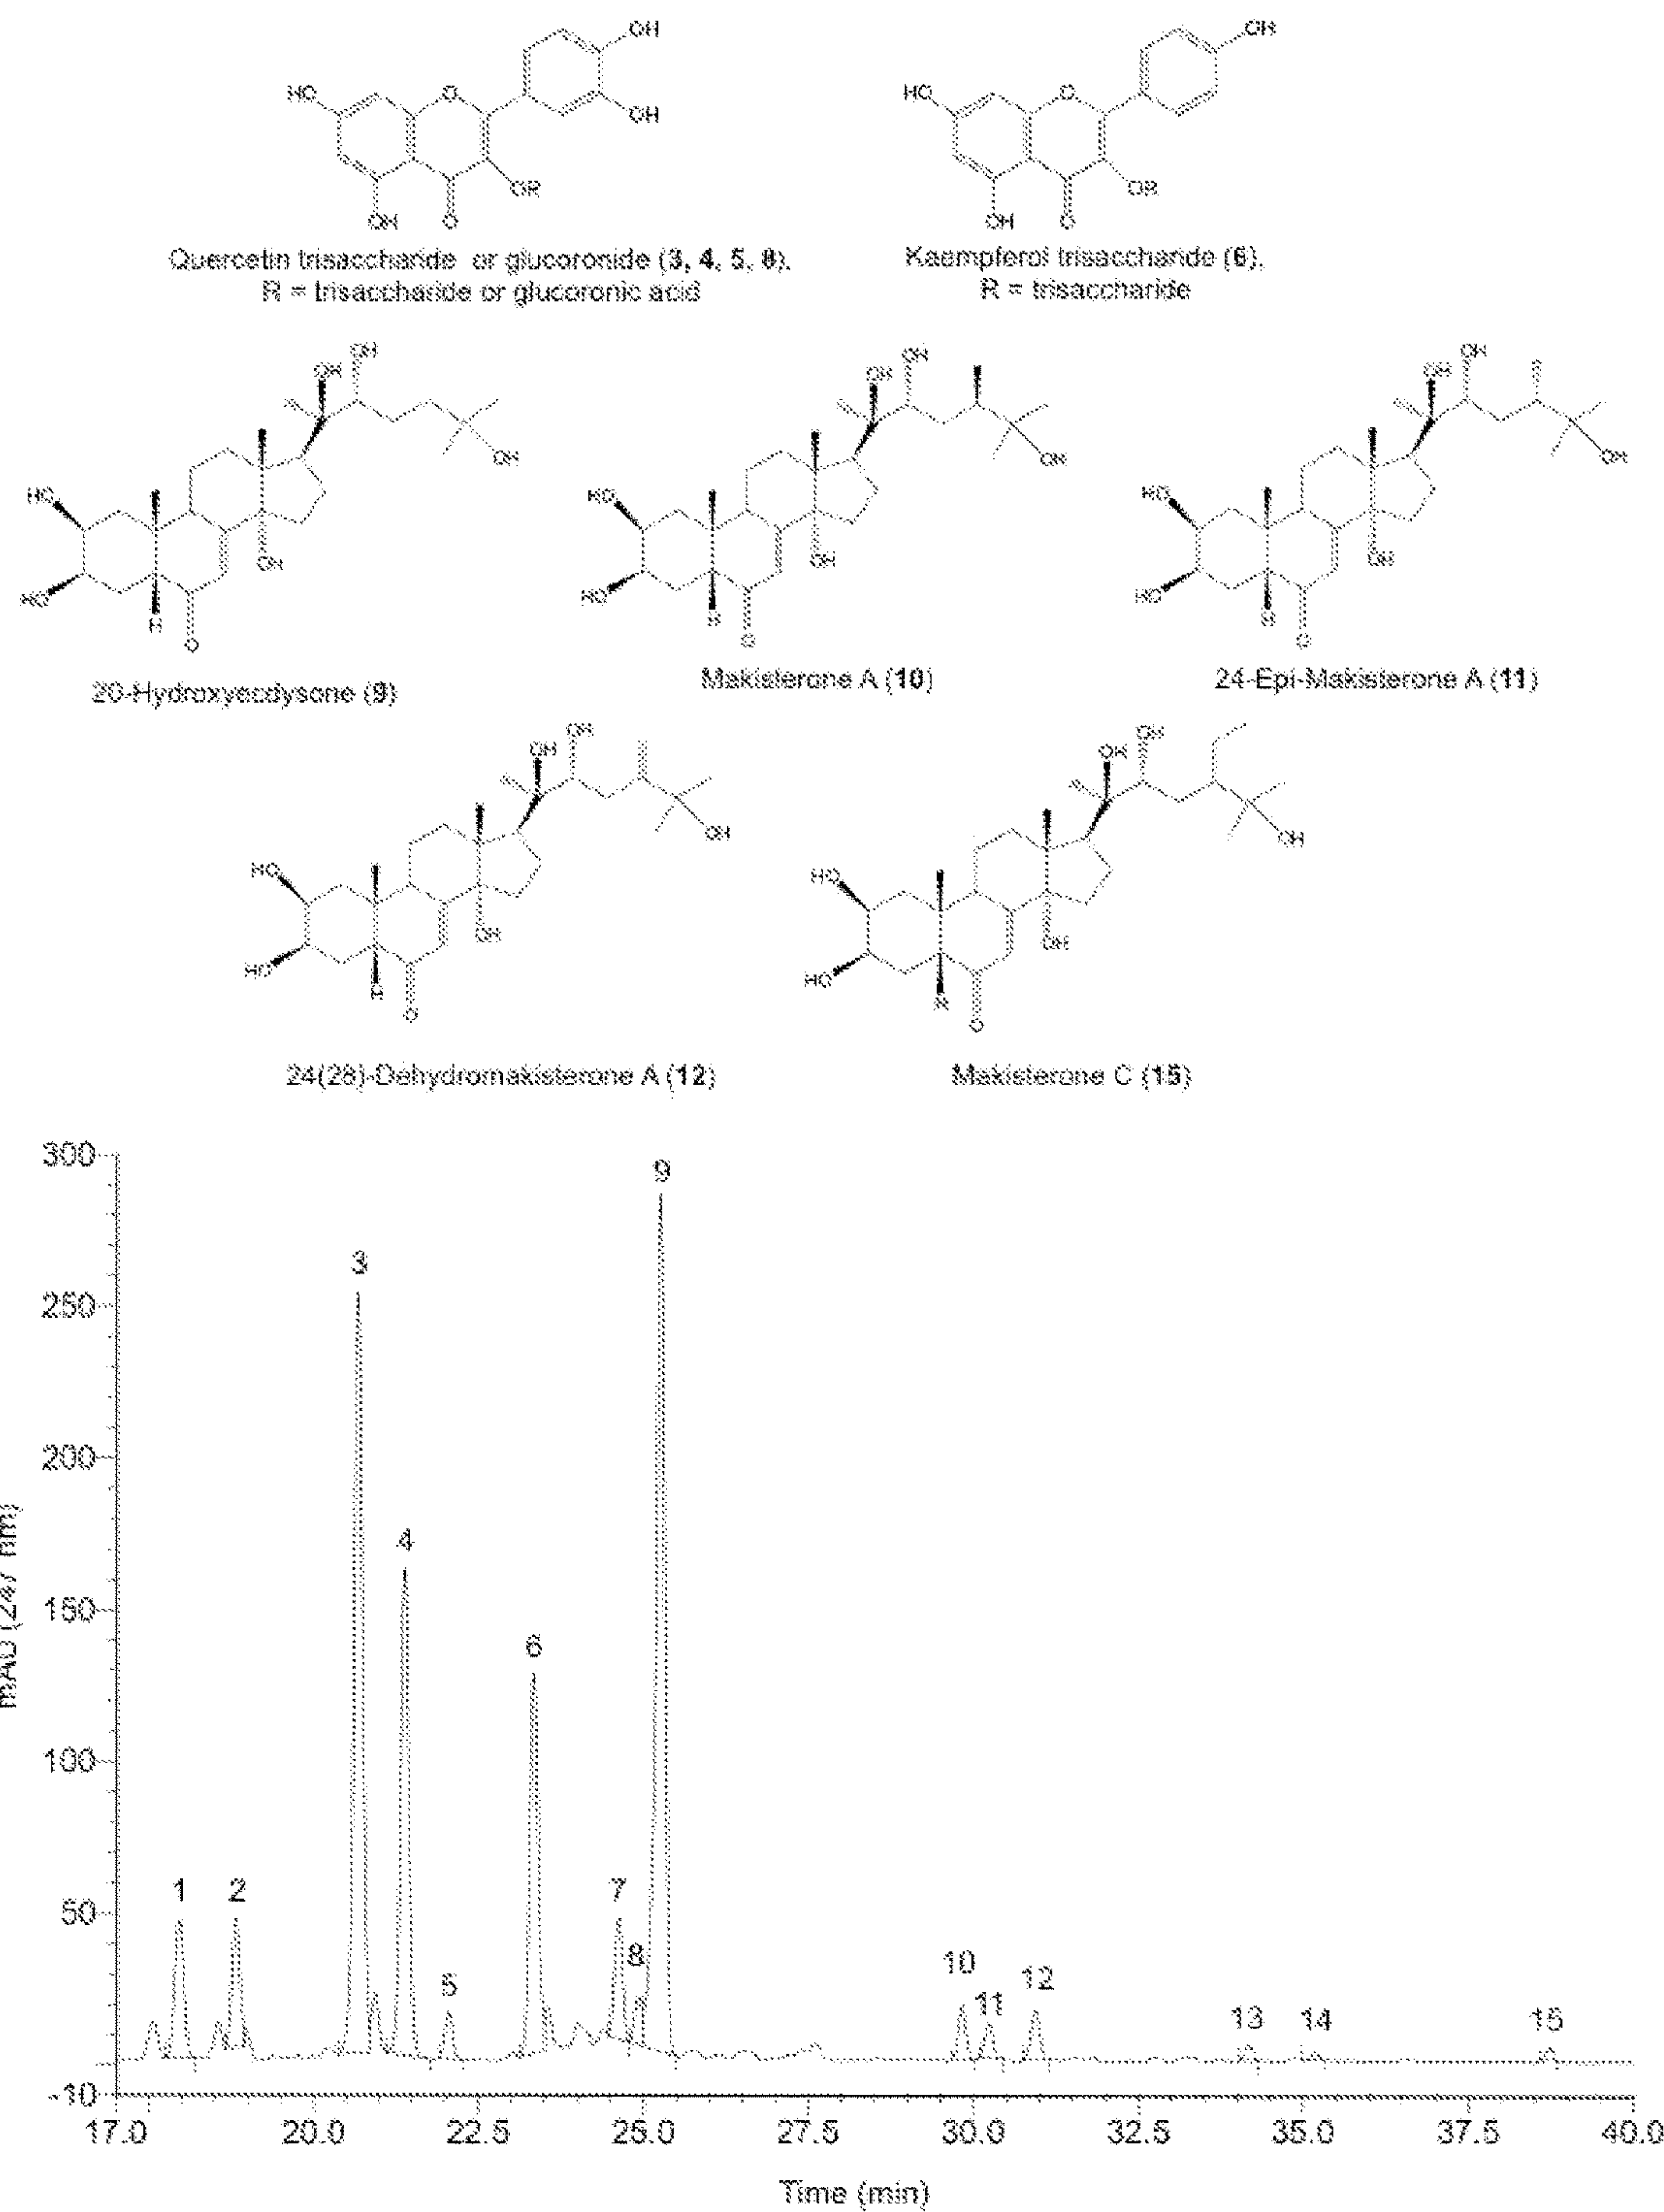 OH
HO
O
OH
OR
OH
O
Quercetin trisaccharide or glucoronide (3, 4, 5, 8),
R = trisaccharide or glucoronic acid
OH
HO
O
OR
OH
O
Kaempferol trisaccharide (6),
R = trisaccharide
OH
OH
OH
HO
OH
HO
H
O
20-Hydroxyecdysone (9)
OH
OH
OH
HO
OH
HO
H
O
Makisterone A (10)
OH
OH
OH
HO
OH
HO
H
O
24-Epi-Makisterone A (11)
OH
OH
OH
HO
OH
HO
H
O
24(28)-Dehydromakisterone A (12)
OH
OH
OH
HO
OH
HO
H
O
Makisterone C (15)
mAU (247 nm)
300
250
200
150
100
50
-10
1
2
3
4
5
6
7
8
9
10
11
12
13
14
15
17.0
20.0
22.5
25.0
27.5
30.0
32.5
35.0
37.5
40.0
Time (min)